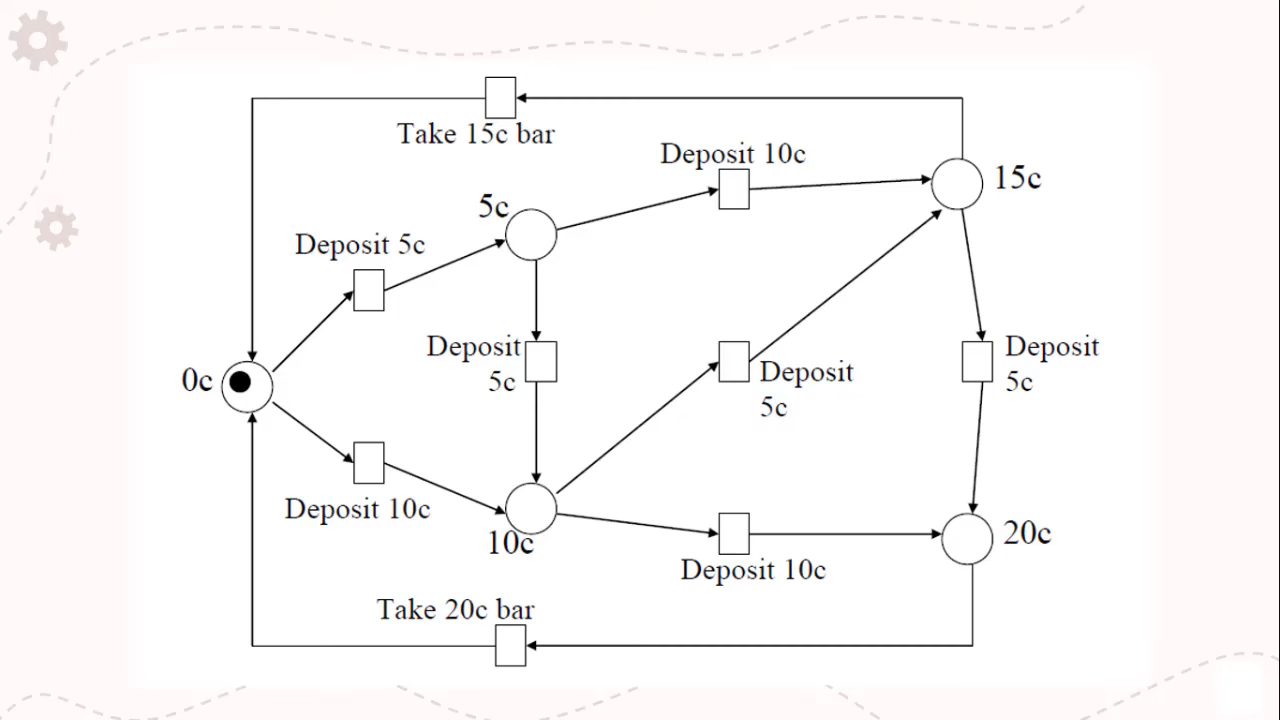 Take 15c bar
Deposit 10c
15c
5c
Deposit 5c
Deposit
5c
Deposit
5c
Deposit
5c
0c
Deposit 10c
10c
20c
Deposit 10c
Take 20c bar